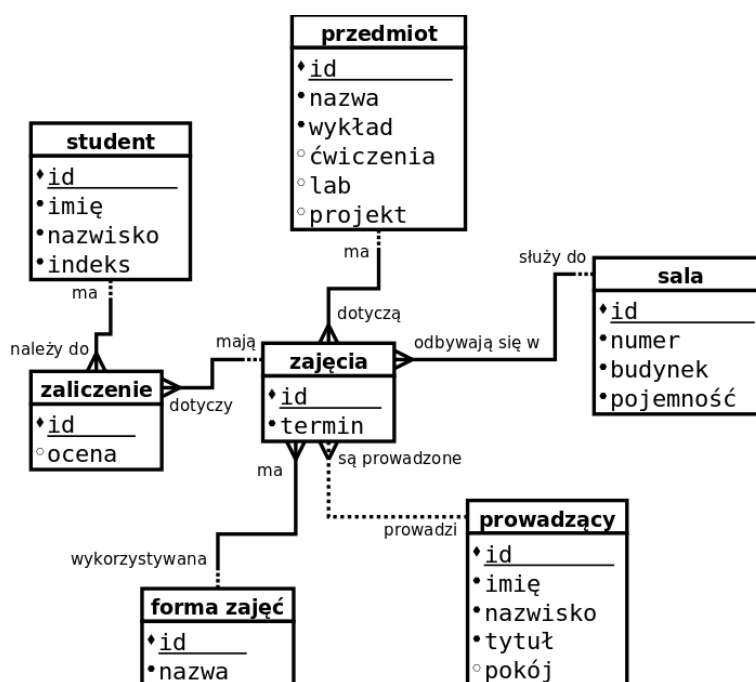 przedmiot
id
nazwa
wykład
ćwiczenia
lab
projekt
student
id
imię
nazwisko
indeks
ma
służy do
sala
id
numer
budynek
pojemność
ma
dotyczą
należy do
mają
odbywają się w
zaliczenie
id
ocena
dotyczy
zajęcia
id
termin
ma
są prowadzone
prowadzi
prowadzący
id
imię
nazwisko
tytuł
pokój
wykorzystywana
forma zajęć
id
nazwa